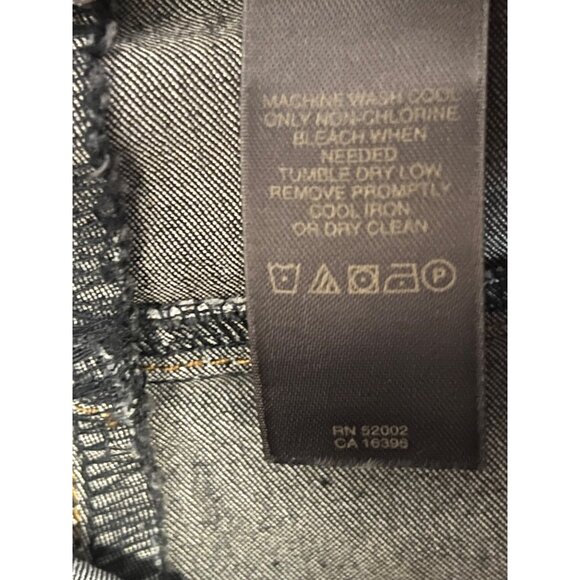 MACHINE WASH COOL
ONLY NON-CHLORINE
BLEACH WHEN
NEEDED
TUMBLE DRY LOW
REMOVE PROMPTLY
COOL IRON
OR DRY CLEAN
P
RN 52002
CA 16396